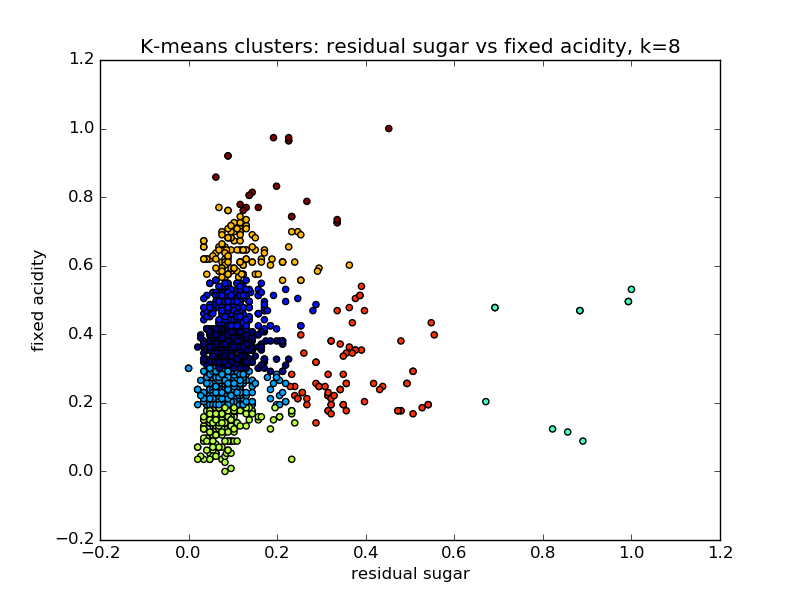 K-means clusters: residual sugar vs fixed acidity, k=8
1.2
1.0
0.8
0.6
0.4
0.2
0.0
−0.2
fixed acidity
−0.2 0.0 0.2 0.4 0.6 0.8 1.0 1.2
residual sugar